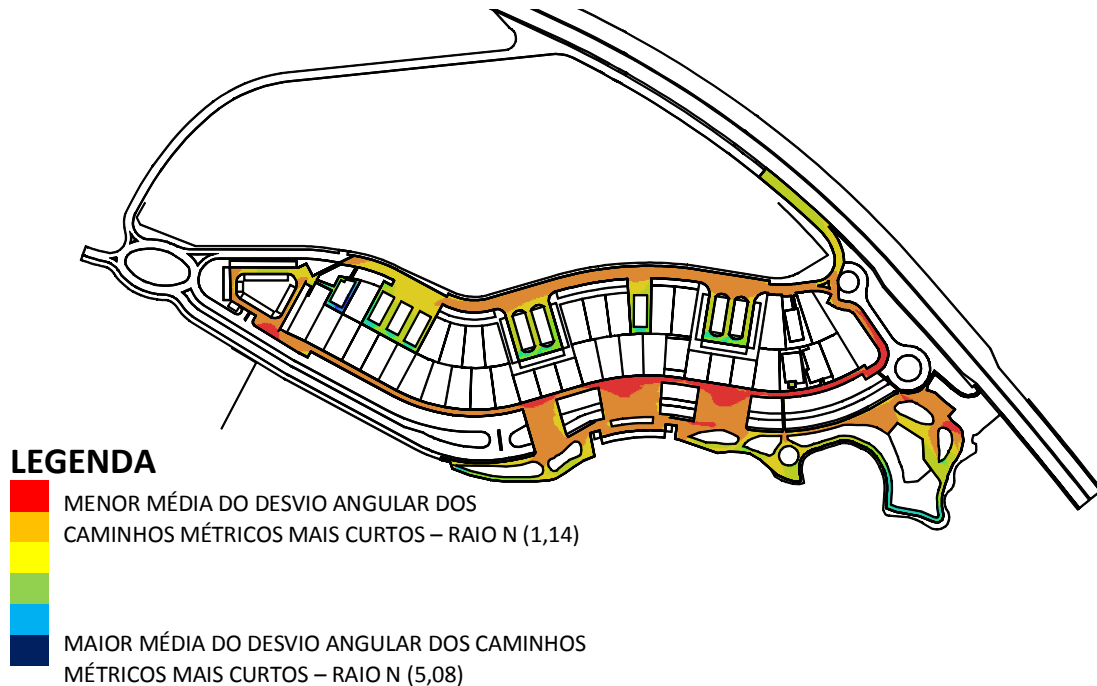 LEGENDA
MENOR MÉDIA DO DESVIO ANGULAR DOS
CAMINHOS MÉTRICOS MAIS CURTOS – RAIO N (1,14)
MAIOR MÉDIA DO DESVIO ANGULAR DOS CAMINHOS
MÉTRICOS MAIS CURTOS – RAIO N (5,08)